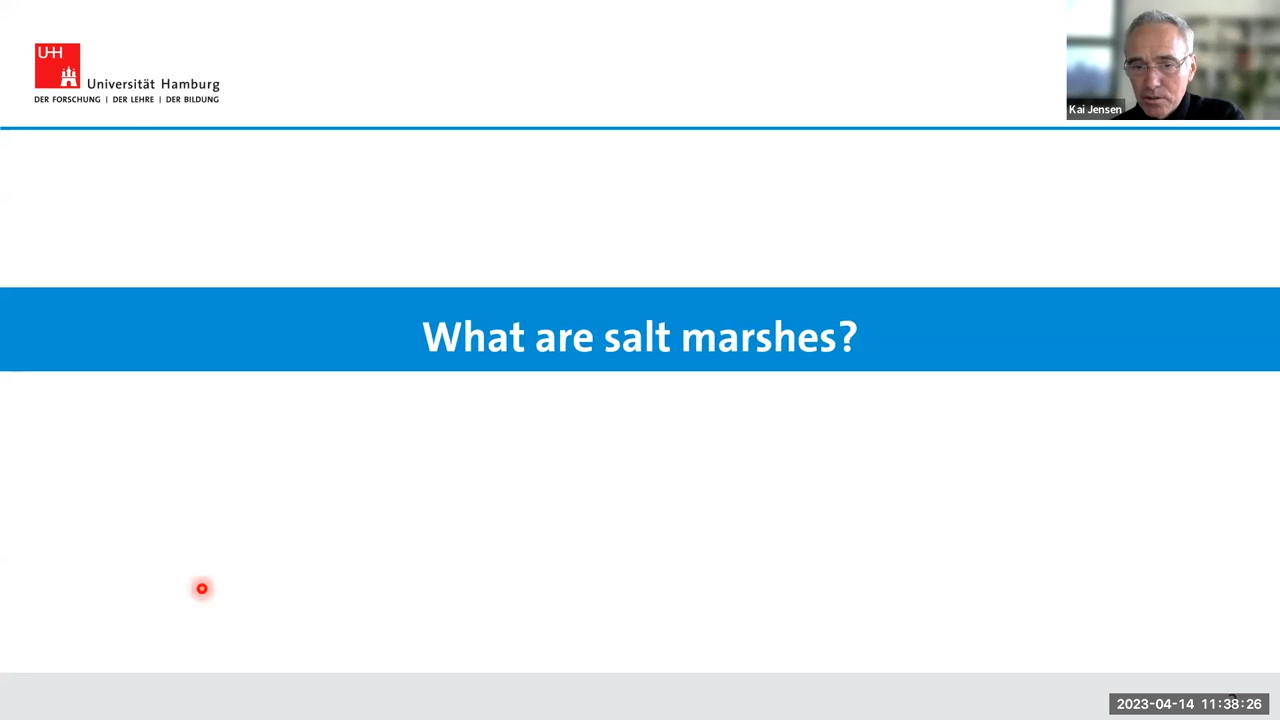 UHH
Universität Hamburg
DER FORSCHUNG | DER LEHRE | DER BILDUNG
Kai Jensen
What are salt marshes?
2023-04-14 11:38:26